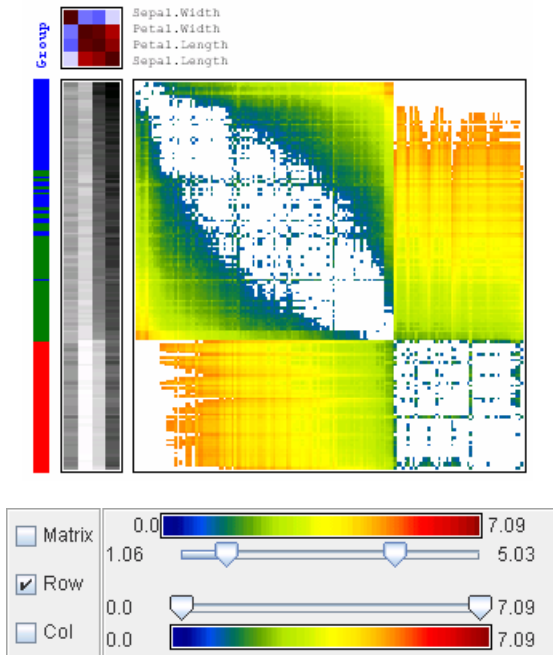 Sepal.Width
Petal.Width
Petal.Length
Sepal.Length
Group
Matrix
Row
Col
0.0 7.09
1.06 5.03
0.0 7.09
0.0 7.09